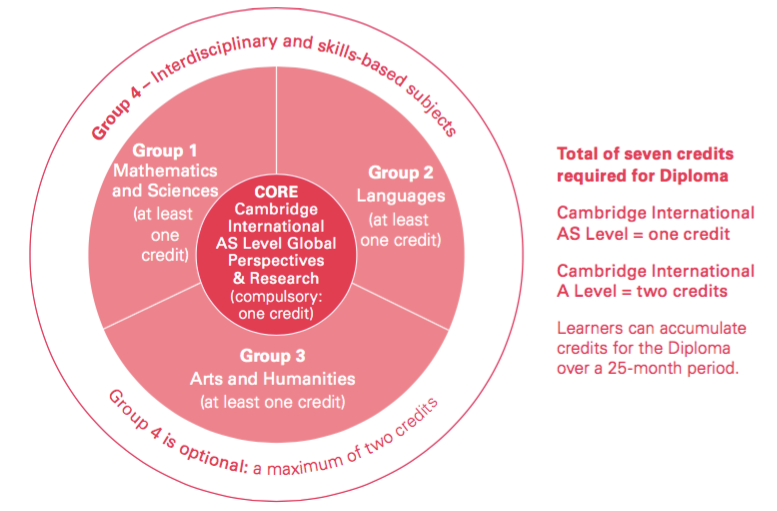 Group 4 – Interdisciplinary and skills-based subjects
Group 1
Mathematics
and Sciences
(at least
one
credit)
Group 2
Languages
(at least
one credit)
CORE
Cambridge
International
AS Level Global
Perspectives
& Research
(compulsory:
one credit)
Group 3
Arts and Humanities
(at least one credit)
Group 4 is optional: a maximum of two credits
Total of seven credits
required for Diploma
Cambridge International
AS Level = one credit
Cambridge International
A Level = two credits
Learners can accumulate
credits for the Diploma
over a 25-month period.